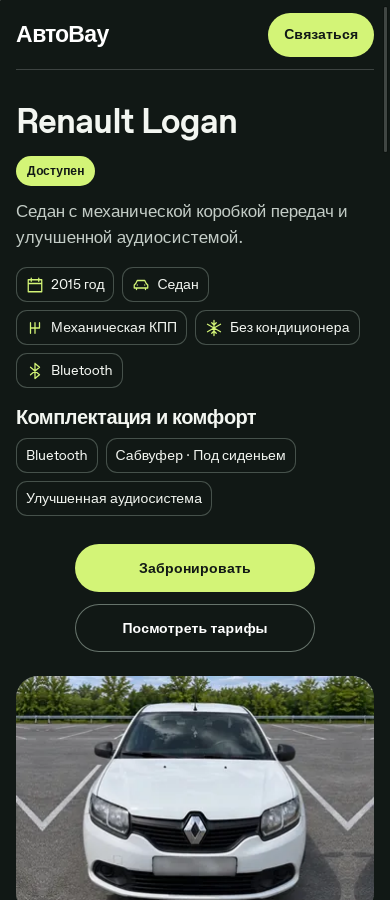 АвтоBay
Связаться
Renault Logan
Доступен
Седан с механической коробкой передач и
улучшенной аудиосистемой.
2015 год
Седан
Механическая КПП
Без кондиционера
Bluetooth
Комплектация и комфорт
Bluetooth
Сабвуфер · Под сиденьем
Улучшенная аудиосистема
Забронировать
Посмотреть тарифы